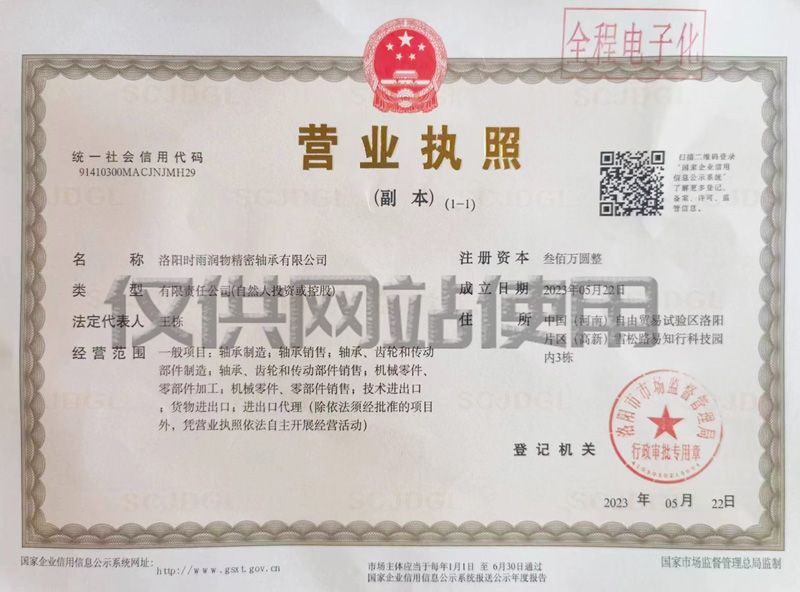 全程电子化
营业执照
(副 本) (1-1)
统一社会信用代码
91410300MACJNJMH29
扫描二维码登录
"国家企业信用
信息公示系统"
了解更多登记、
备案、许可、监
管信息。
名 称 洛阳时雨润物精密轴承有限公司
类 型 有限责任公司(自然人投资或控股)
法定代表人 王栋
经营范围 一般项目：轴承制造；轴承销售；轴承、齿轮和传动
部件制造；轴承、齿轮和传动部件销售；机械零件、
零部件加工；机械零件、零部件销售；技术进出口
；货物进出口；进出口代理（除依法须经批准的项目
外，凭营业执照依法自主开展经营活动）
注册资本 叁佰万圆整
成立日期 2023年05月22日
住 所 中国（河南）自由贸易试验区洛阳
片区（高新）雪松路易知行科技园
内3栋
仅供网站使用
登记机关
洛阳市市场监督管理局
行政审批专用章
2023 年 05 月 22日
国家企业信用信息公示系统网址: http://www.gsxt.gov.cn
市场主体应当于每年1月1日 至 6月30日通过
国家企业信用信息公示系统报送公示年度报告
国家市场监督管理总局监制
SCJDGL